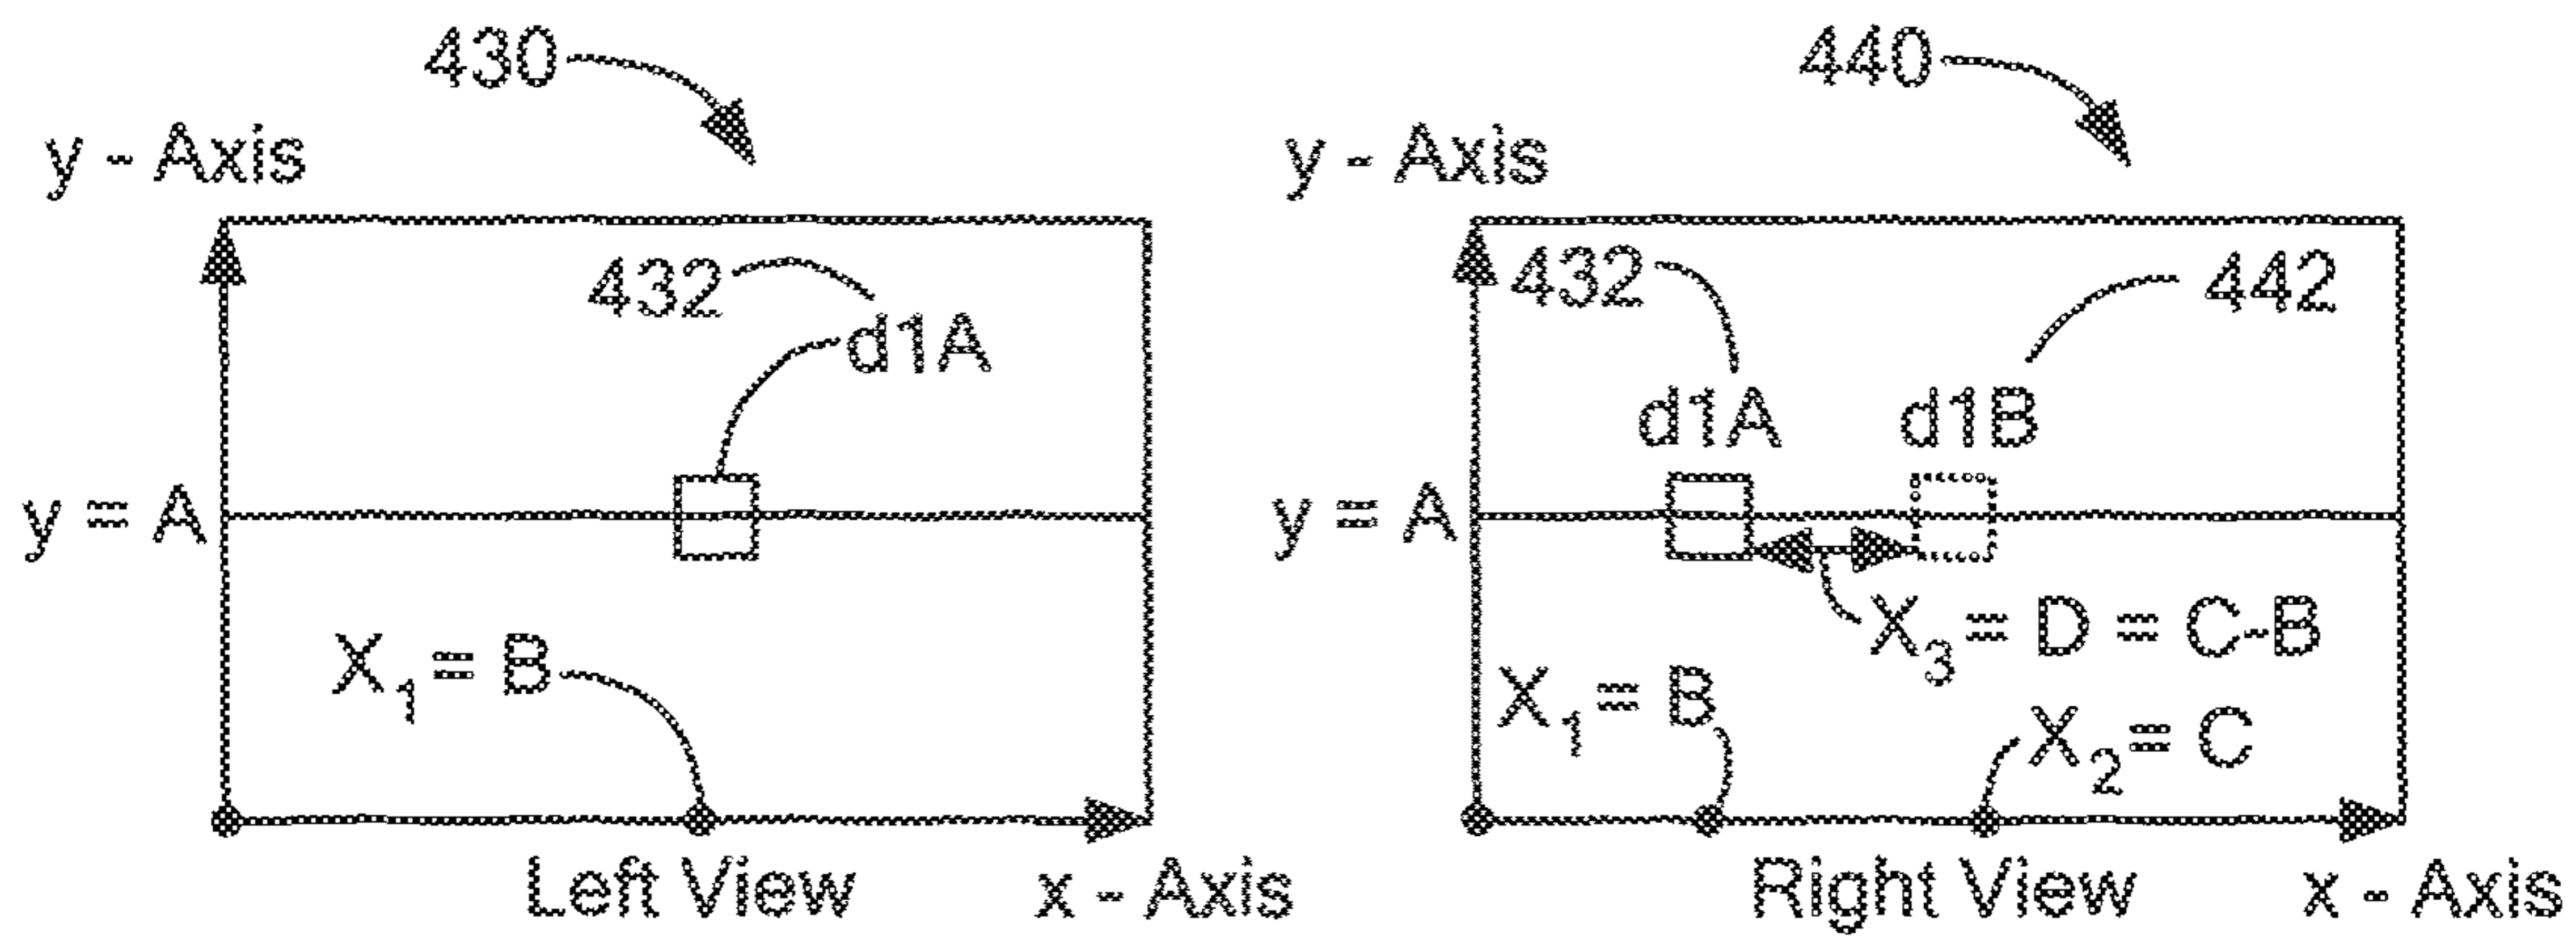 430
y - Axis
432
d1A
y = A
X1 = B
Left View
x - Axis
440
y - Axis
432
442
d1A
d1B
y = A
X3 = D = C-B
X1 = B
X2 = C
Right View
x - Axis